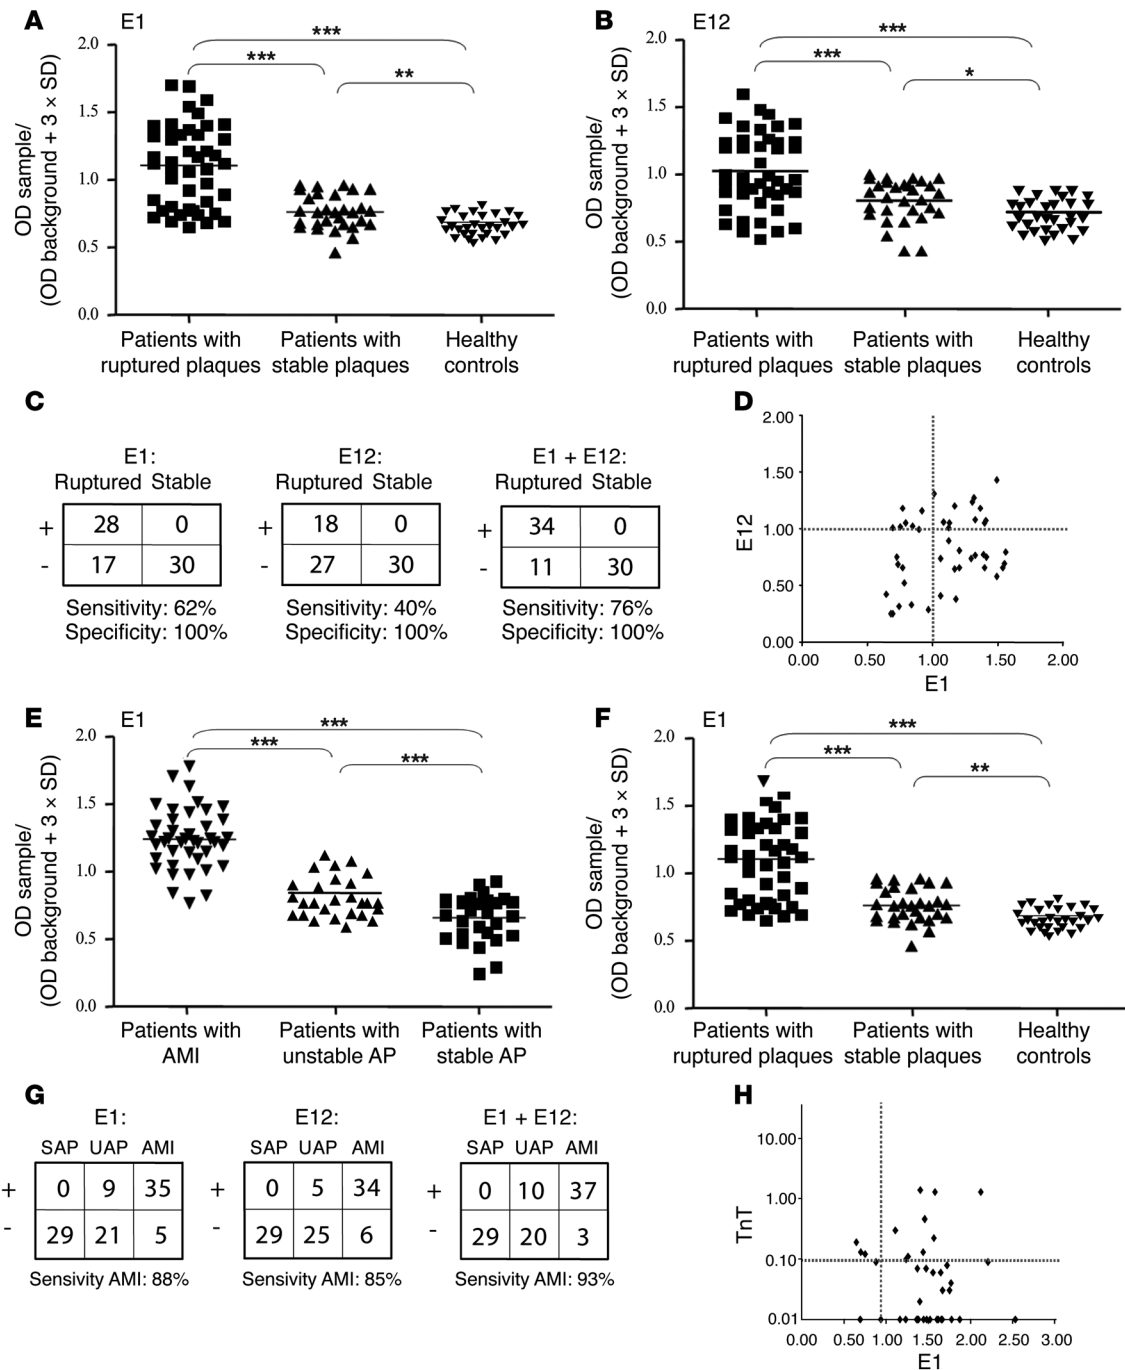 A
E1
OD sample/
(OD background + 3 × SD)
2.0
1.5
1.0
0.5
0.0
***
***
**
Patients with
ruptured plaques
Patients with
stable plaques
Healthy
controls
B
E12
OD sample/
(OD background + 3 × SD)
2.0
1.5
1.0
0.5
0.0
***
***
*
Patients with
ruptured plaques
Patients with
stable plaques
Healthy
controls
C
E1:
Ruptured Stable
+ 28 0
- 17 30
Sensitivity: 62%
Specificity: 100%
E12:
Ruptured Stable
+ 18 0
- 27 30
Sensitivity: 40%
Specificity: 100%
E1 + E12:
Ruptured Stable
+ 34 0
- 11 30
Sensitivity: 76%
Specificity: 100%
D
E12
2.00
1.50
1.00
0.50
0.00
0.00 0.50 1.00 1.50 2.00
E1
E
E1
OD sample/
(OD background + 3 × SD)
2.0
1.5
1.0
0.5
0.0
***
***
***
Patients with
AMI
Patients with
unstable AP
Patients with
stable AP
F
E1
OD sample/
(OD background + 3 × SD)
2.0
1.5
1.0
0.5
0.0
***
***
**
Patients with
ruptured plaques
Patients with
stable plaques
Healthy
controls
G
E1:
SAP UAP AMI
+ 0 9 35
- 29 21 5
Sensivity AMI: 88%
E12:
SAP UAP AMI
+ 0 5 34
- 29 25 6
Sensivity AMI: 85%
E1 + E12:
SAP UAP AMI
+ 0 10 37
- 29 20 3
Sensivity AMI: 93%
H
TnT
10.00
1.00
0.10
0.01
0.00 0.50 1.00 1.50 2.00 2.50 3.00
E1